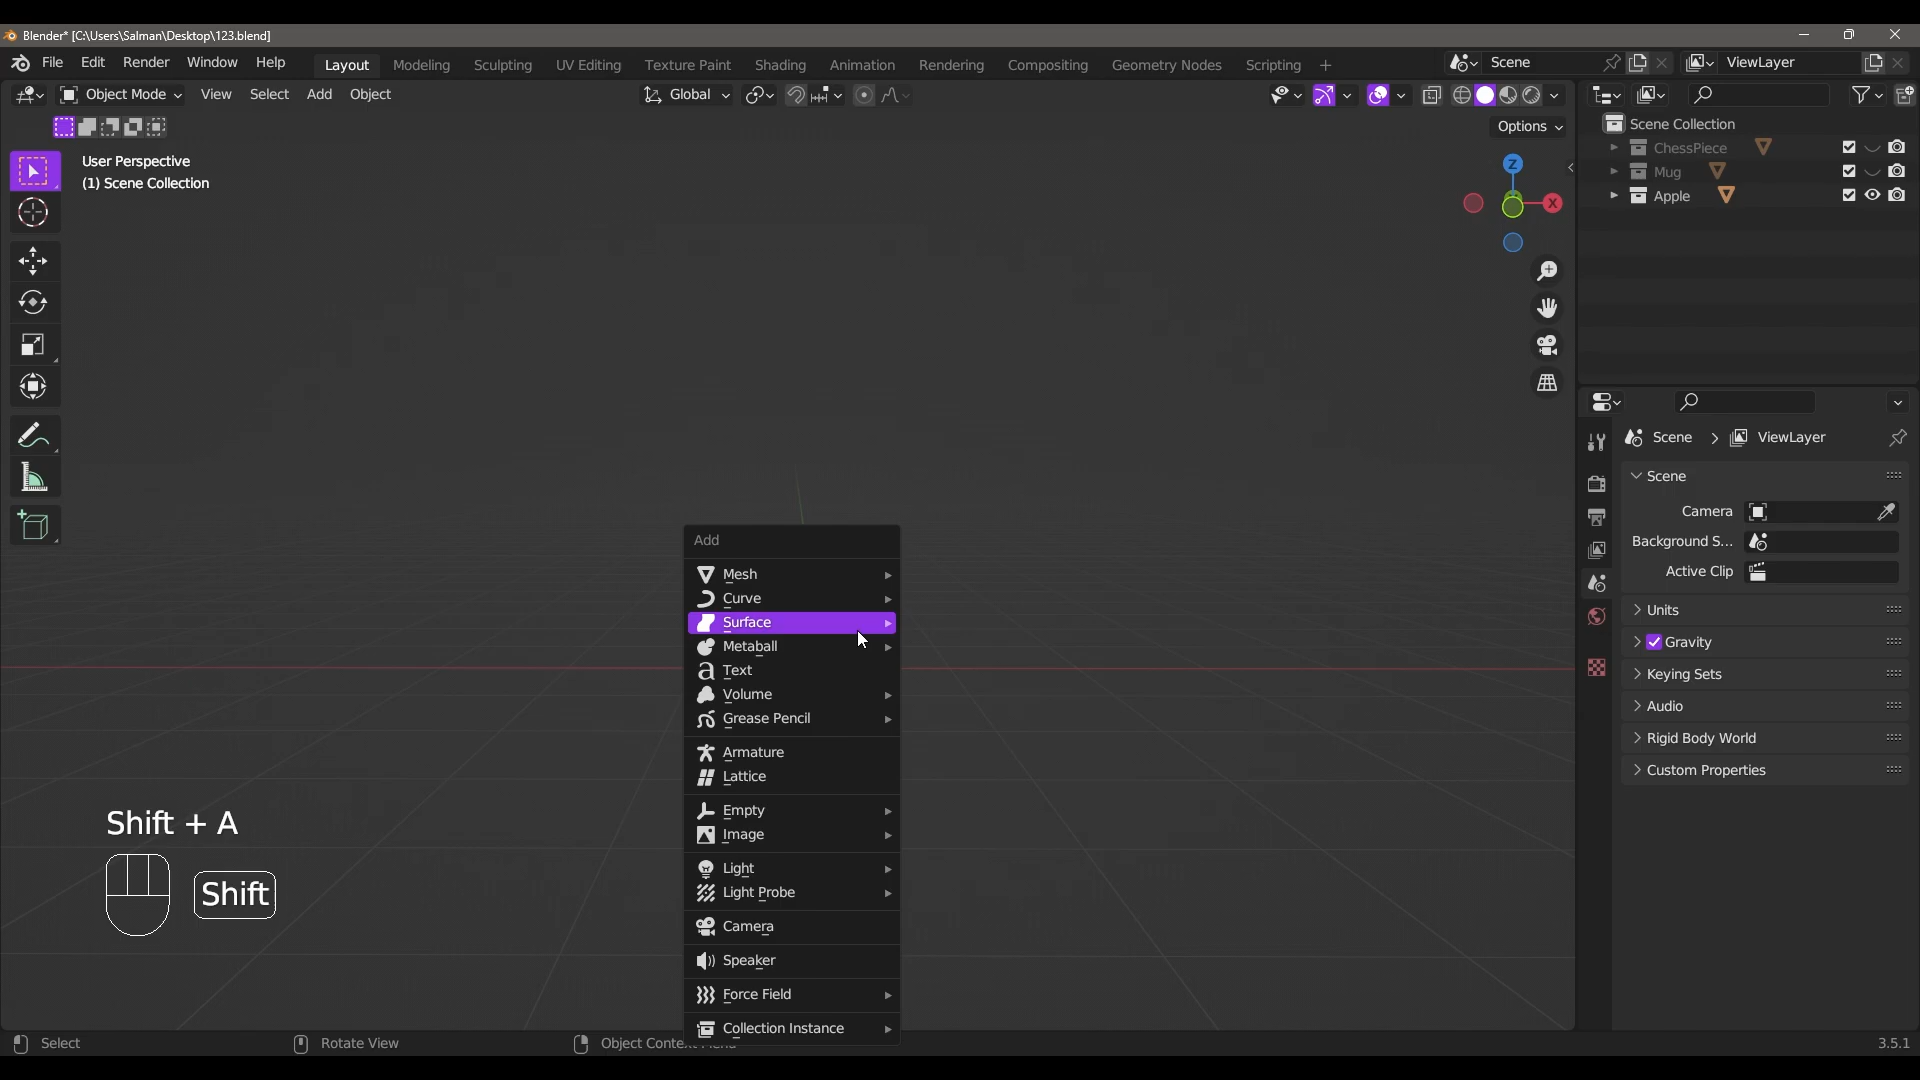 Blender* [C:\Users\Salman\Desktop\123.blend]
File Edit Render Window Help Layout Modeling Sculpting UV Editing Texture Paint Shading Animation Rendering Compositing Geometry Nodes Scripting + Scene ViewLayer
Object Mode View Select Add Object Global
Options
User Perspective
(1) Scene Collection
Z
X
Scene Collection
ChessPiece
Mug
Apple
Scene > ViewLayer
Scene
Camera
Background S...
Active Clip
Units
Gravity
Keying Sets
Audio
Rigid Body World
Custom Properties
Add
Mesh
Curve
Surface
Metaball
Text
Volume
Grease Pencil
Armature
Lattice
Empty
Image
Light
Light Probe
Camera
Speaker
Force Field
Collection Instance
Shift + A
Shift
Select Rotate View Object 3.5.1